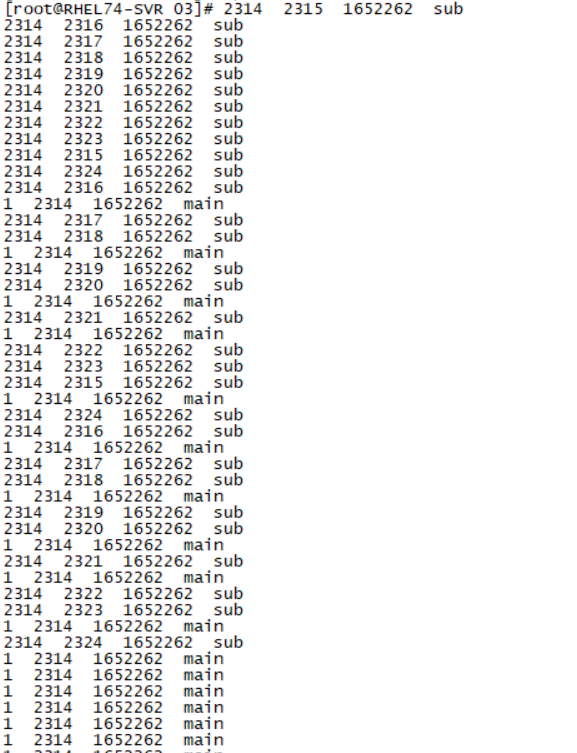 [root@RHEL74-SVR 03]# 2314  2315  1652262  sub
2314  2316  1652262  sub
2314  2317  1652262  sub
2314  2318  1652262  sub
2314  2319  1652262  sub
2314  2320  1652262  sub
2314  2321  1652262  sub
2314  2322  1652262  sub
2314  2323  1652262  sub
2314  2315  1652262  sub
2314  2324  1652262  sub
2314  2316  1652262  sub
1  2314  1652262  main
2314  2317  1652262  sub
2314  2318  1652262  sub
1  2314  1652262  main
2314  2319  1652262  sub
2314  2320  1652262  sub
1  2314  1652262  main
2314  2321  1652262  sub
1  2314  1652262  main
2314  2322  1652262  sub
2314  2323  1652262  sub
2314  2315  1652262  sub
1  2314  1652262  main
2314  2324  1652262  sub
2314  2316  1652262  sub
1  2314  1652262  main
2314  2317  1652262  sub
2314  2318  1652262  sub
1  2314  1652262  main
2314  2319  1652262  sub
2314  2320  1652262  sub
1  2314  1652262  main
2314  2321  1652262  sub
1  2314  1652262  main
2314  2322  1652262  sub
2314  2323  1652262  sub
1  2314  1652262  main
2314  2324  1652262  sub
1  2314  1652262  main
1  2314  1652262  main
1  2314  1652262  main
1  2314  1652262  main
1  2314  1652262  main
1  2314  1652262  main